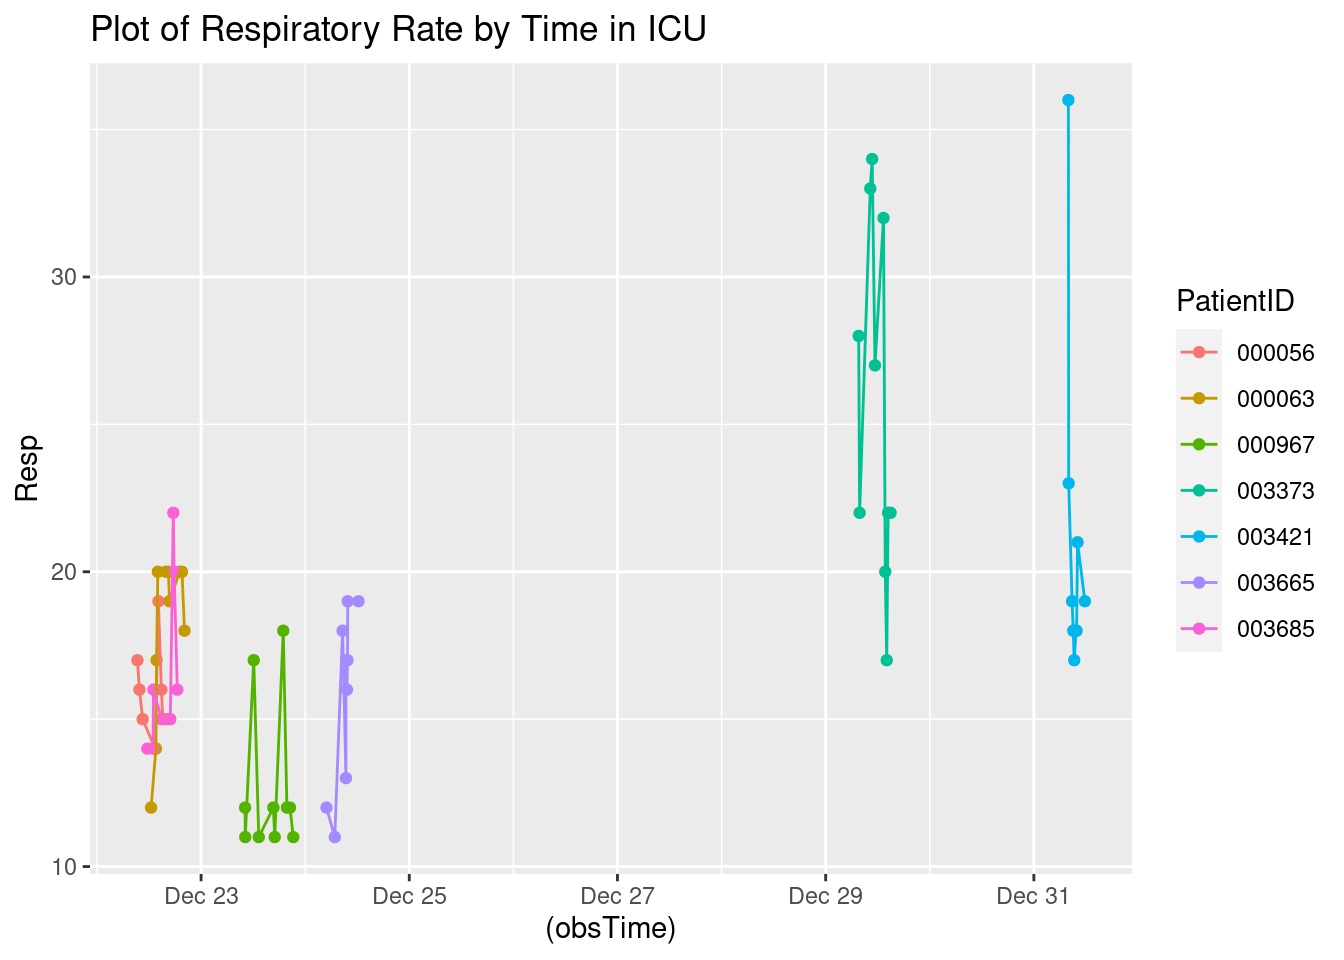 Plot of Respiratory Rate by Time in ICU
30
20
10
Resp
Dec 23 Dec 25 Dec 27 Dec 29 Dec 31
(obsTime)
PatientID
000056
000063
000967
003373
003421
003665
003685